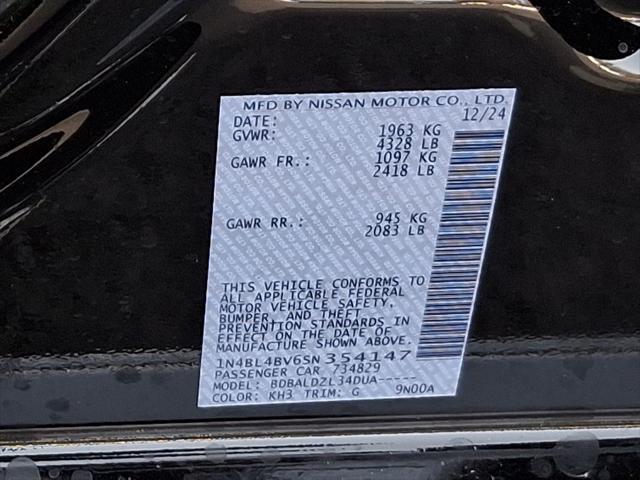 MFD BY NISSAN MOTOR CO., LTD.
DATE: 12/24
GVWR: 1963 KG
4328 LB
GAWR FR.: 1097 KG
2418 LB
GAWR RR.: 945 KG
2083 LB
THIS VEHICLE CONFORMS TO
ALL APPLICABLE FEDERAL
MOTOR VEHICLE SAFETY,
BUMPER, AND THEFT
PREVENTION STANDARDS IN
EFFECT ON THE DATE OF
MANUFACTURE SHOWN ABOVE.
1N4BL4BV6SN354147
PASSENGER CAR 734829
MODEL: BDBALDZL34DUA-----
COLOR: KH3 TRIM: G 9N00A